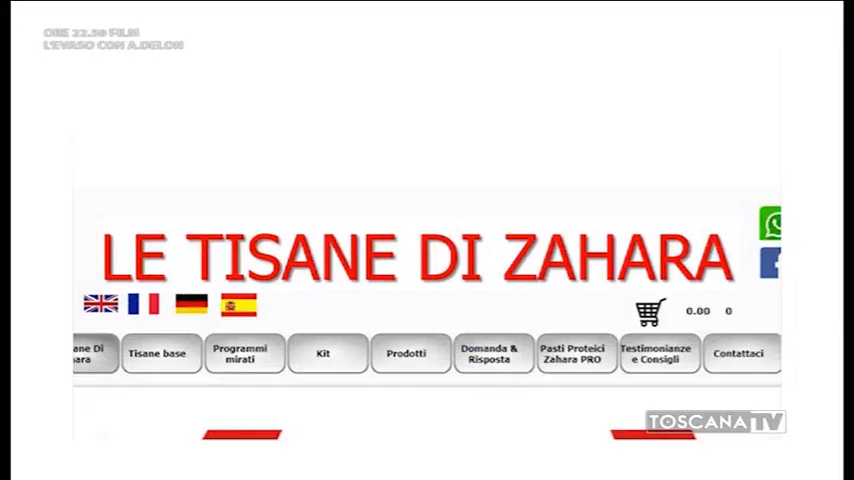 ORE 22.50 FILM
L'EVASO CON A.DELON
LE TISANE DI ZAHARA
0.00 0
ane Di
ara
Tisane base
Programmi
mirati
Kit
Prodotti
Domanda &
Risposta
Pasti Proteici
Zahara PRO
Testimonianze
e Consigli
Contattaci
TOSCANA TV